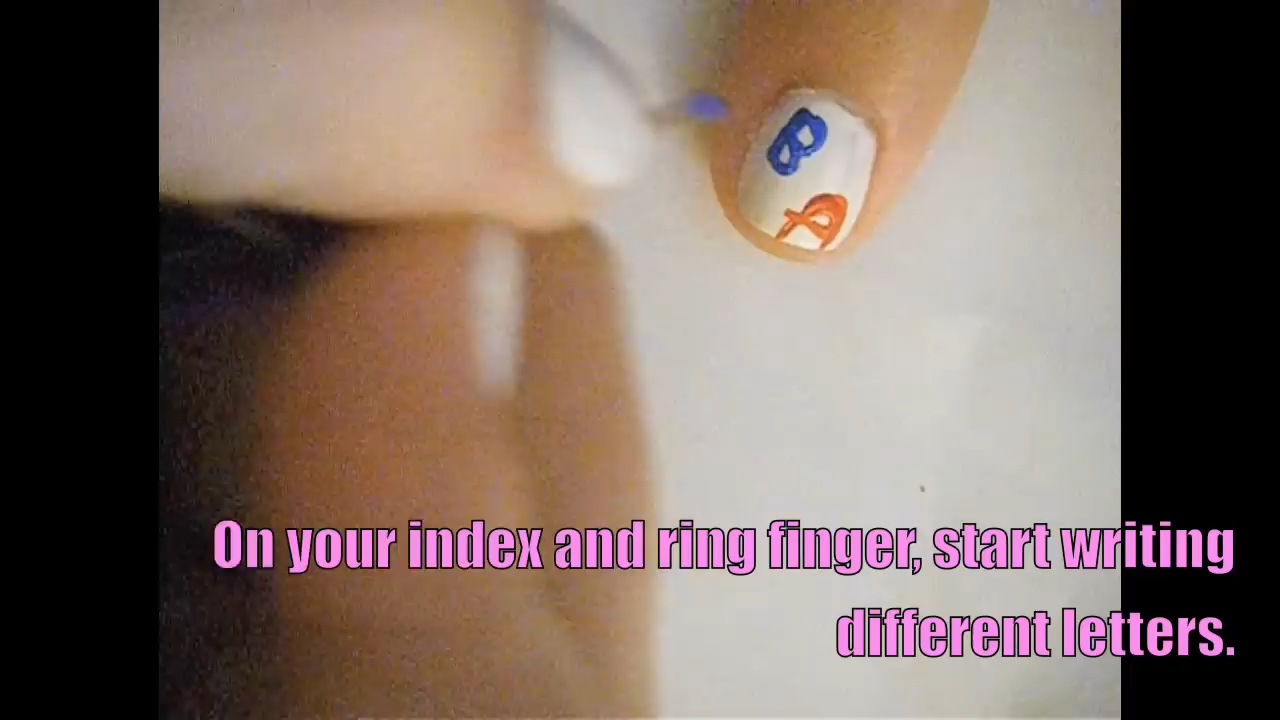 B
On your index and ring finger, start writing
different letters.